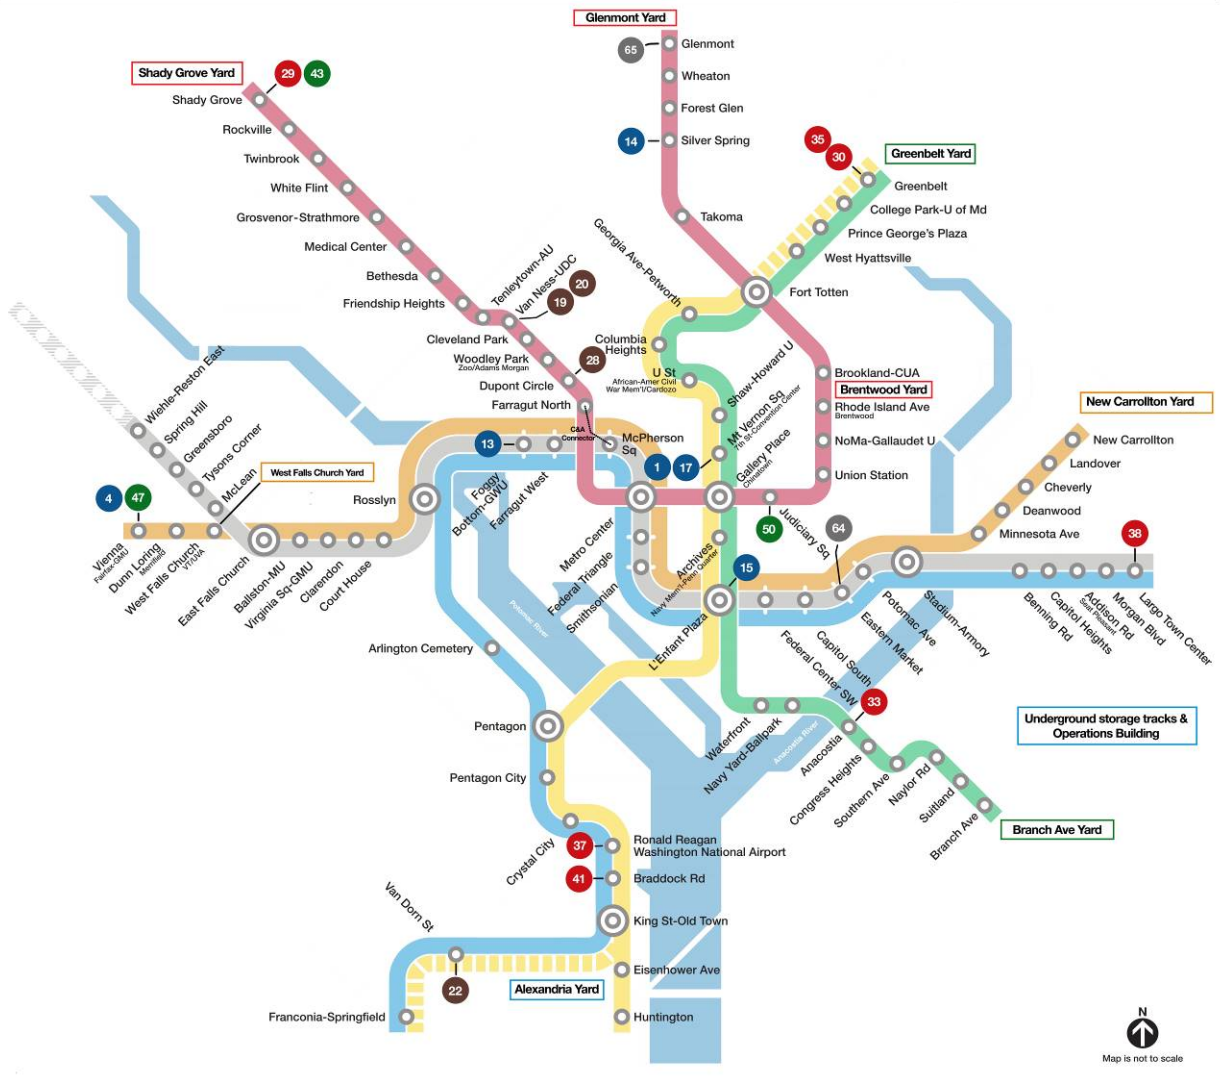 Glenmont Yard
65
Glenmont
Wheaton
Forest Glen
14
Silver Spring
Takoma
Shady Grove Yard
29
43
Shady Grove
Rockville
Twinbrook
White Flint
Grosvenor-Strathmore
Medical Center
Bethesda
Friendship Heights
Tenleytown-AU
Van Ness-UDC
20
19
Cleveland Park
Woodley Park
Zoo/Adams Morgan
28
Dupont Circle
Farragut North
C&A
Connector
35
30
Greenbelt Yard
Greenbelt
College Park-U of Md
Prince George's Plaza
West Hyattsville
Fort Totten
Georgia Ave-Petworth
Columbia
Heights
U St
African-Amer Civil
War Mem'l/Cardozo
Shaw-Howard U
Mt Vernon Sq
7th St-Convention Center
Gallery Place
Chinatown
Brookland-CUA
Brentwood Yard
Rhode Island Ave
Brentwood
NoMa-Gallaudet U
Union Station
Judiciary Sq
50
64
New Carrollton Yard
New Carrollton
Landover
Cheverly
Deanwood
Minnesota Ave
38
Wiehle-Reston East
Spring Hill
Greensboro
Tysons Corner
McLean
West Falls Church Yard
4
47
Vienna
Fairfax-GMU
Dunn Loring
Merrifield
West Falls Church
VT/UVA
East Falls Church
Ballston-MU
Virginia Sq-GMU
Clarendon
Court House
Rosslyn
13
Foggy
Bottom-GWU
Farragut West
McPherson
Sq
1
17
Metro Center
Federal Triangle
Smithsonian
Archives
Navy Mem'l-Penn Quarter
15
L'Enfant Plaza
Federal Center SW
Capitol South
Eastern Market
Potomac Ave
Stadium-Armory
Benning Rd
Capitol Heights
Addison Rd
Seat Pleasant
Morgan Blvd
Largo Town Center
Potomac River
Arlington Cemetery
Pentagon
Pentagon City
Crystal City
37
Ronald Reagan
Washington National Airport
41
Braddock Rd
King St-Old Town
Van Dorn St
22
Alexandria Yard
Eisenhower Ave
Franconia-Springfield
Huntington
Waterfront
Navy Yard-Ballpark
Anacostia River
33
Anacostia
Congress Heights
Southern Ave
Naylor Rd
Suitland
Branch Ave
Branch Ave Yard
Underground storage tracks &
Operations Building
N
Map is not to scale